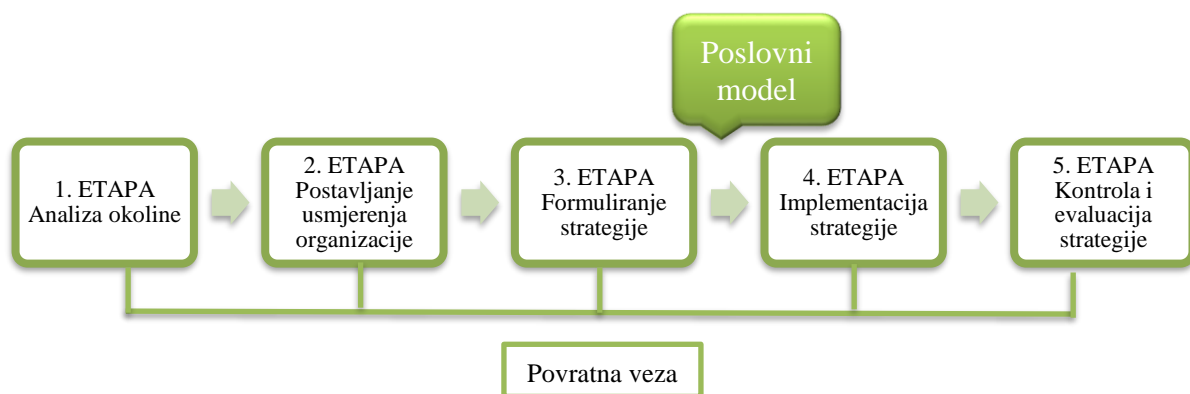 Poslovni
model
1. ETAPA
Analiza okoline
2. ETAPA
Postavljanje
usmjerenja
organizacije
3. ETAPA
Formuliranje
strategije
4. ETAPA
Implementacija
strategije
5. ETAPA
Kontrola i
evaluacija
strategije
Povratna veza